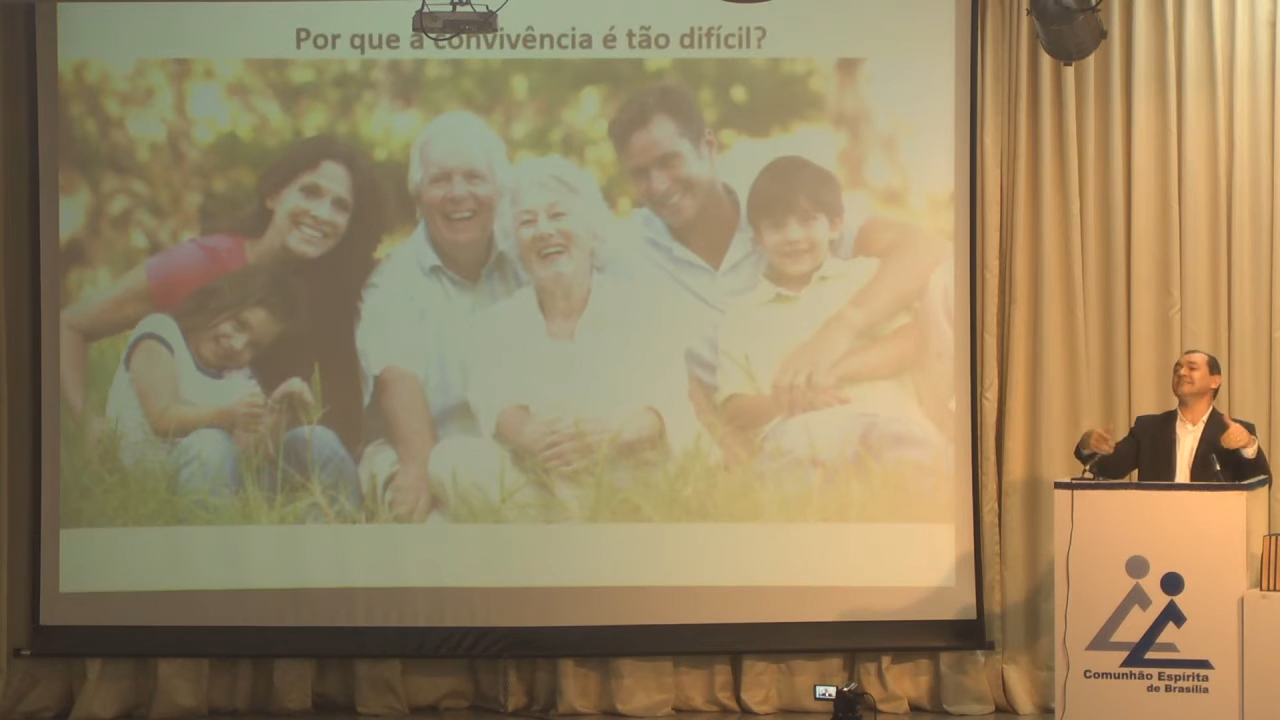 Por que a convivência é tão difícil?
Comunhão Espírita
de Brasília